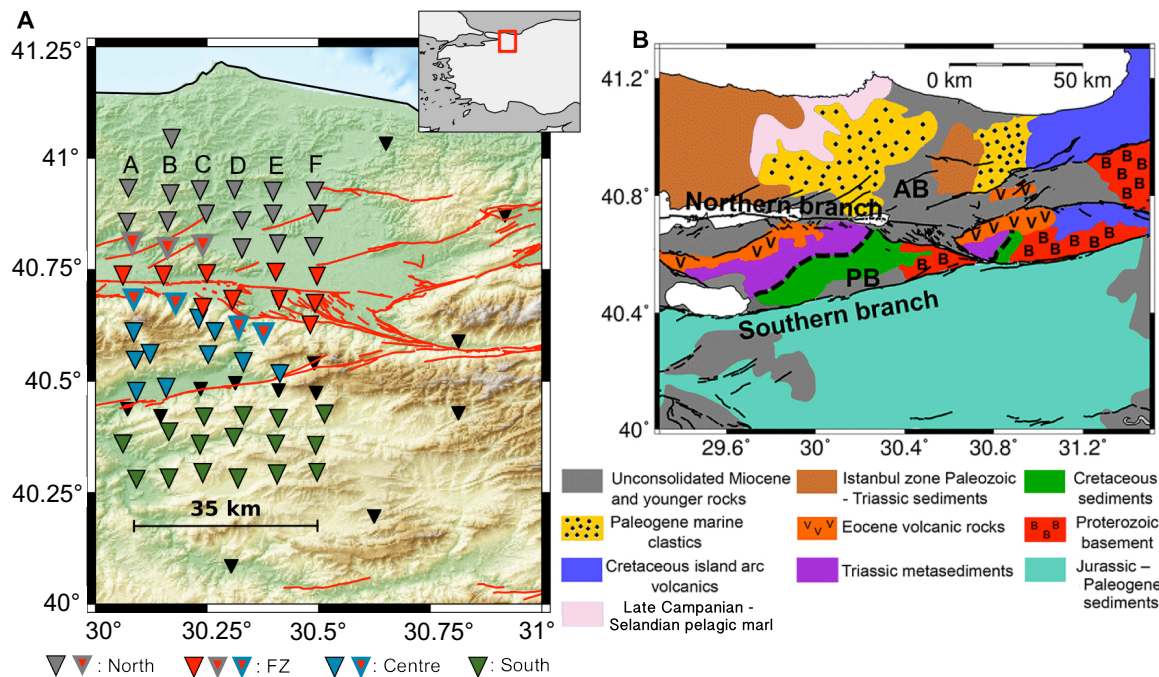 A
41.25°
41°
40.75°
40.5°
40.25°
40°
30°
30.25°
30.5°
30.75°
31°
A B C D E F
35 km
: North
: FZ
: Centre
: South
B
0 km 50 km
41.2
40.8
40.4
40°
29.6
30
30.4
30.8
31.2
AB
Northern branch
PB
Southern branch
B B B B B B
V V
V V V V
V V V
V V
B B B B B B
B B B
Unconsolidated Miocene
and younger rocks
Paleogene marine
clastics
Cretaceous island arc
volcanics
Late Campanian -
Selandian pelagic marl
Istanbul zone Paleozoic
- Triassic sediments
V V V
Eocene volcanic rocks
Triassic metasediments
Cretaceous
sediments
B B B
Proterozoic
basement
Jurassic –
Paleogene
sediments